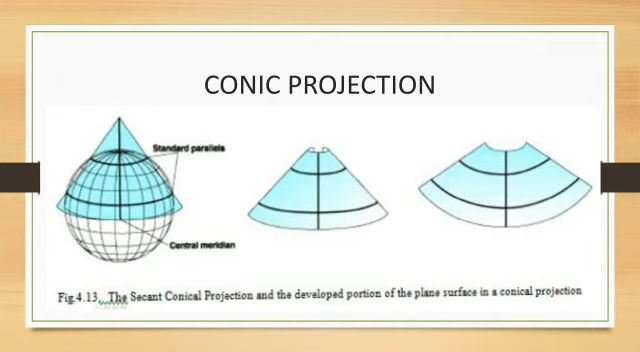 CONIC PROJECTION
Standard parallels
Central meridian
Fig.4.13. The Secant Conical Projection and the developed portion of the plane surface in a conical projection